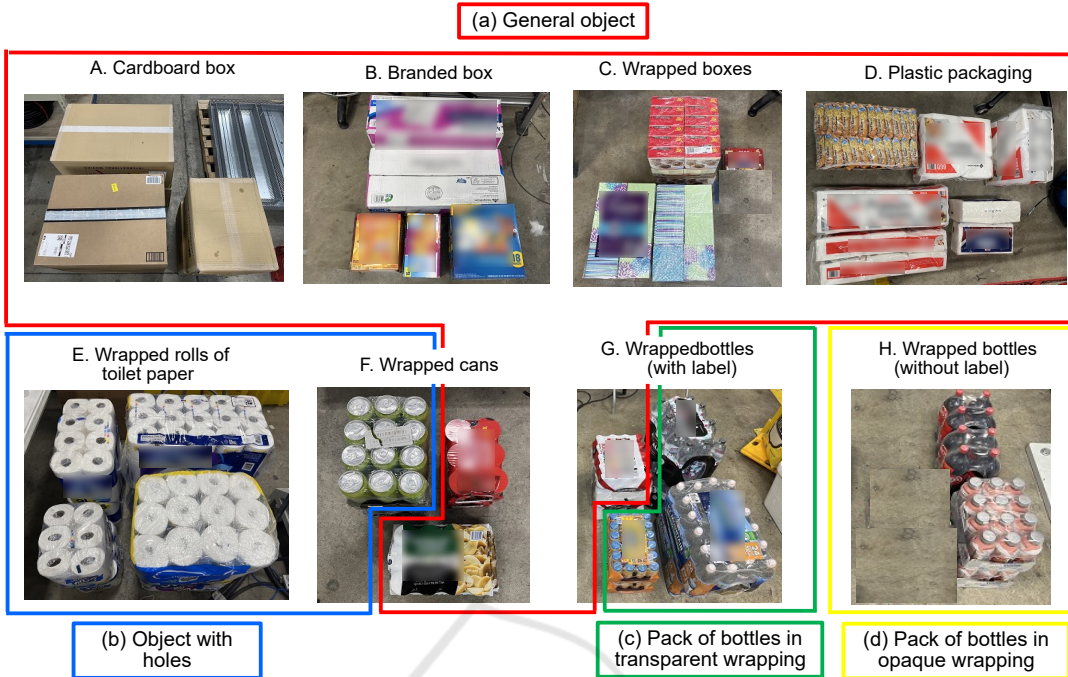 (a) General object
A. Cardboard box
B. Branded box
C. Wrapped boxes
D. Plastic packaging
E. Wrapped rolls of
toilet paper
F. Wrapped cans
G. Wrappedbottles
(with label)
H. Wrapped bottles
(without label)
(b) Object with
holes
(c) Pack of bottles in
transparent wrapping
(d) Pack of bottles in
opaque wrapping